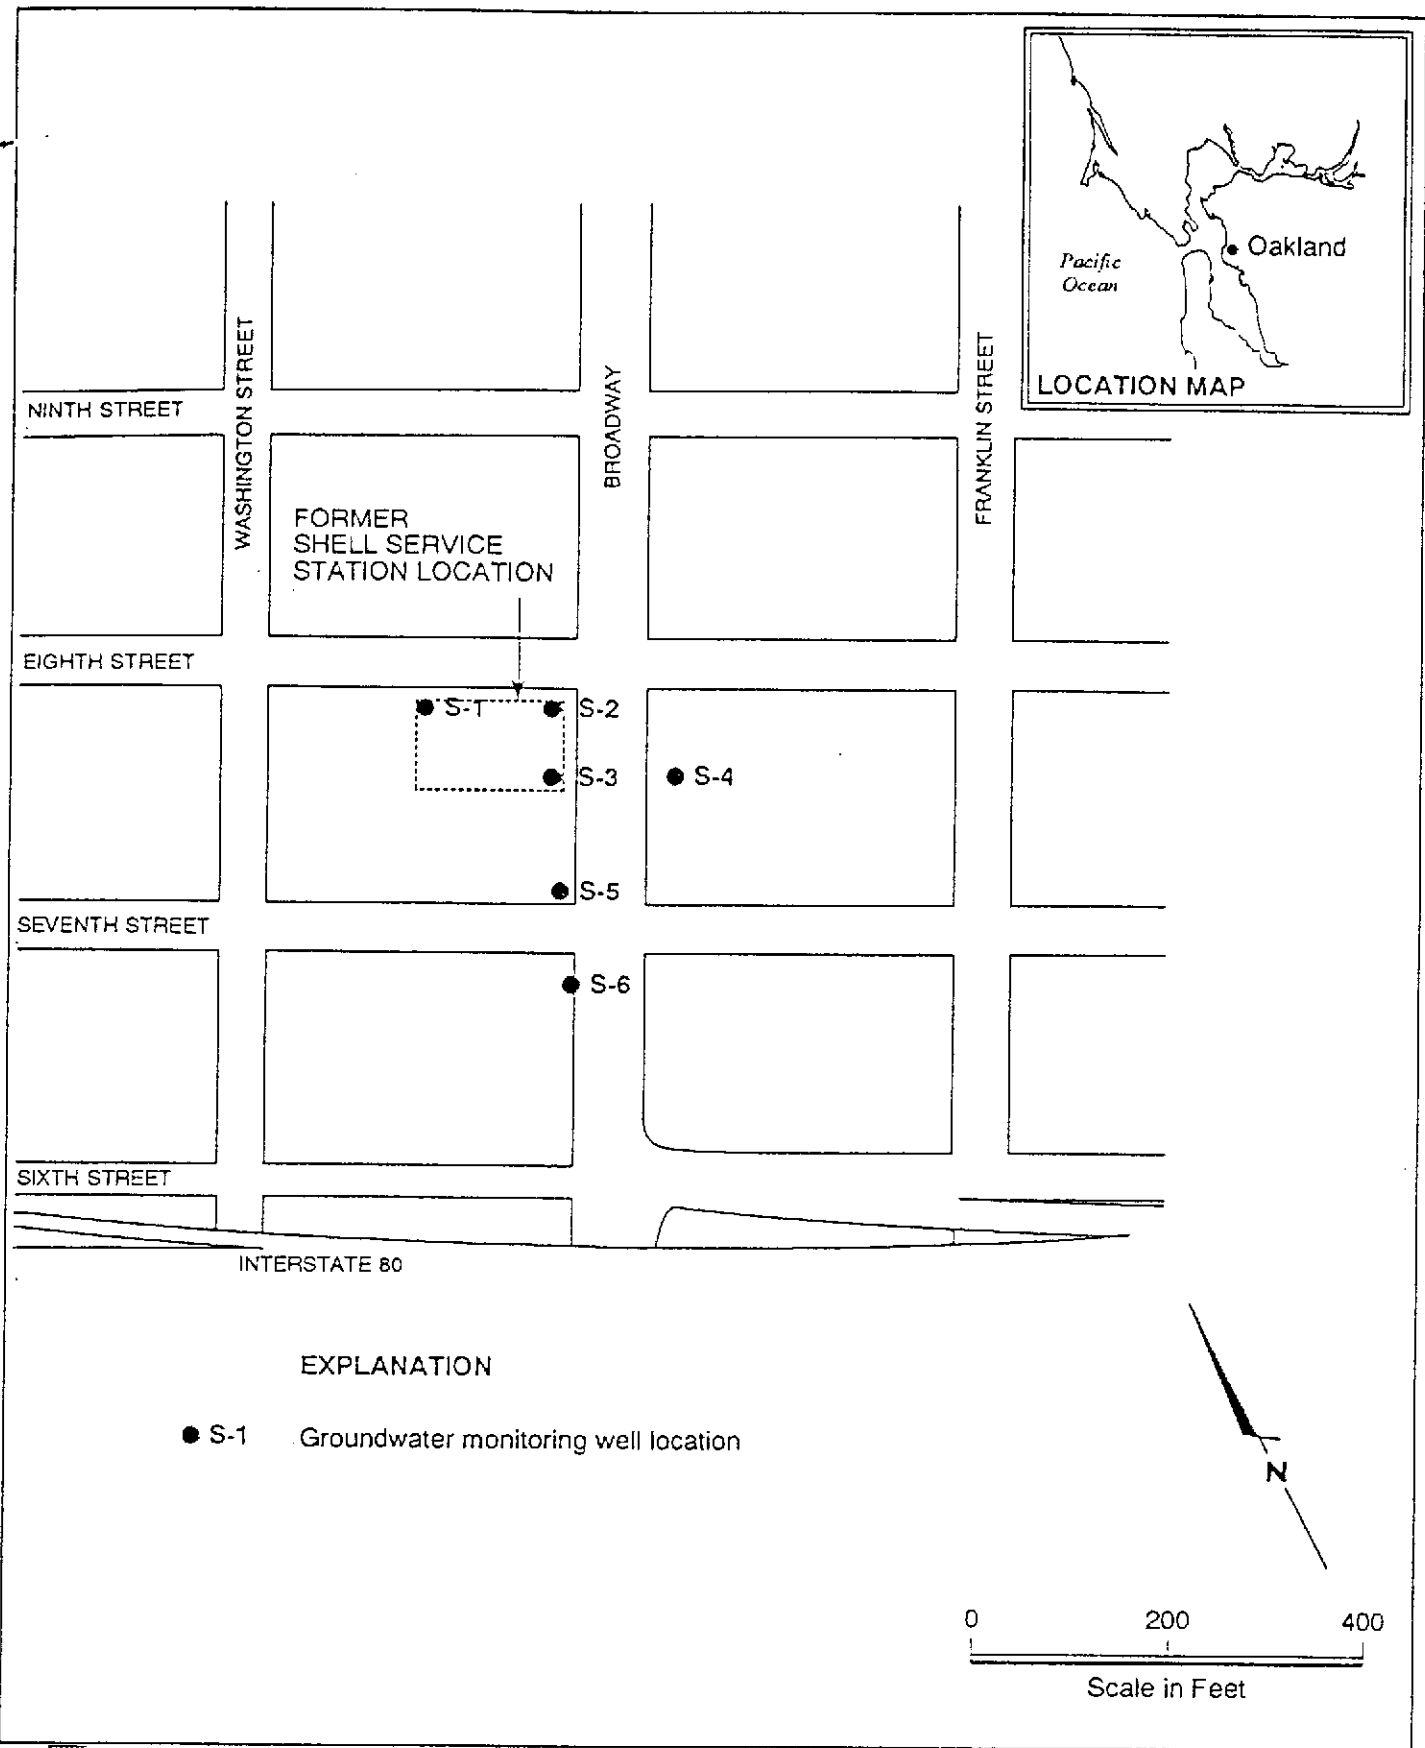 Pacific
Ocean
Oakland
LOCATION MAP
NINTH STREET
WASHINGTON STREET
BROADWAY
FRANKLIN STREET
FORMER
SHELL SERVICE
STATION LOCATION
EIGHTH STREET
S-1
S-2
S-3
S-4
S-5
SEVENTH STREET
S-6
SIXTH STREET
INTERSTATE 80
EXPLANATION
S-1 Groundwater monitoring well location
N
0 200 400
Scale in Feet